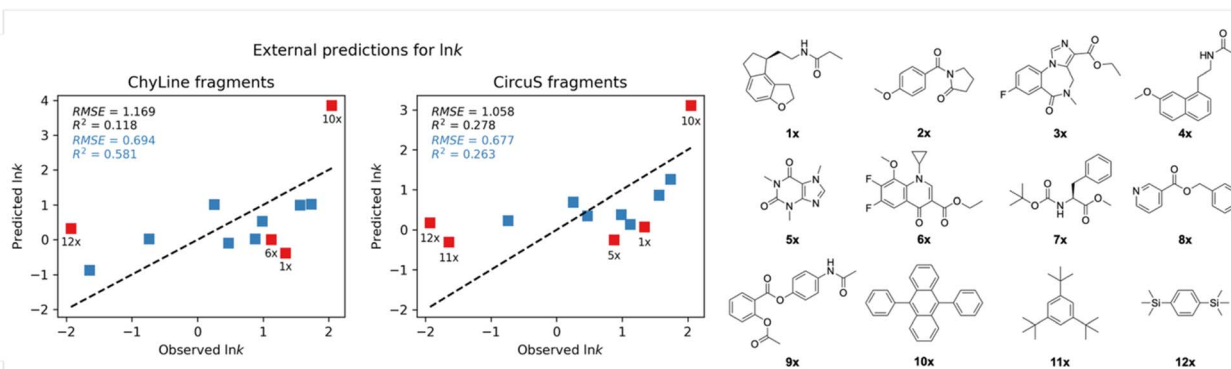 External predictions for lnk
ChyLine fragments
RMSE = 1.169
R² = 0.118
RMSE = 0.694
R² = 0.581
10x
12x
6x
1x
4
3
2
1
0
−1
−2
−2
−1
0
1
2
Predicted lnk
Observed lnk
CircuS fragments
RMSE = 1.058
R² = 0.278
RMSE = 0.677
R² = 0.263
10x
12x
11x
5x
1x
3
2
1
0
−1
−2
−2
−1
0
1
2
Predicted lnk
Observed lnk
H
N
O
O
1x
O
N
O
O
2x
N
N
O
O
F
N
O
3x
O
HN
O
4x
O
N
N
O
N
N
5x
O
N
F
F
O
O
O
6x
O
O
N
H
O
O
7x
O
O
N
8x
H
N
O
O
O
O
O
9x
10x
11x
Si
Si
12x